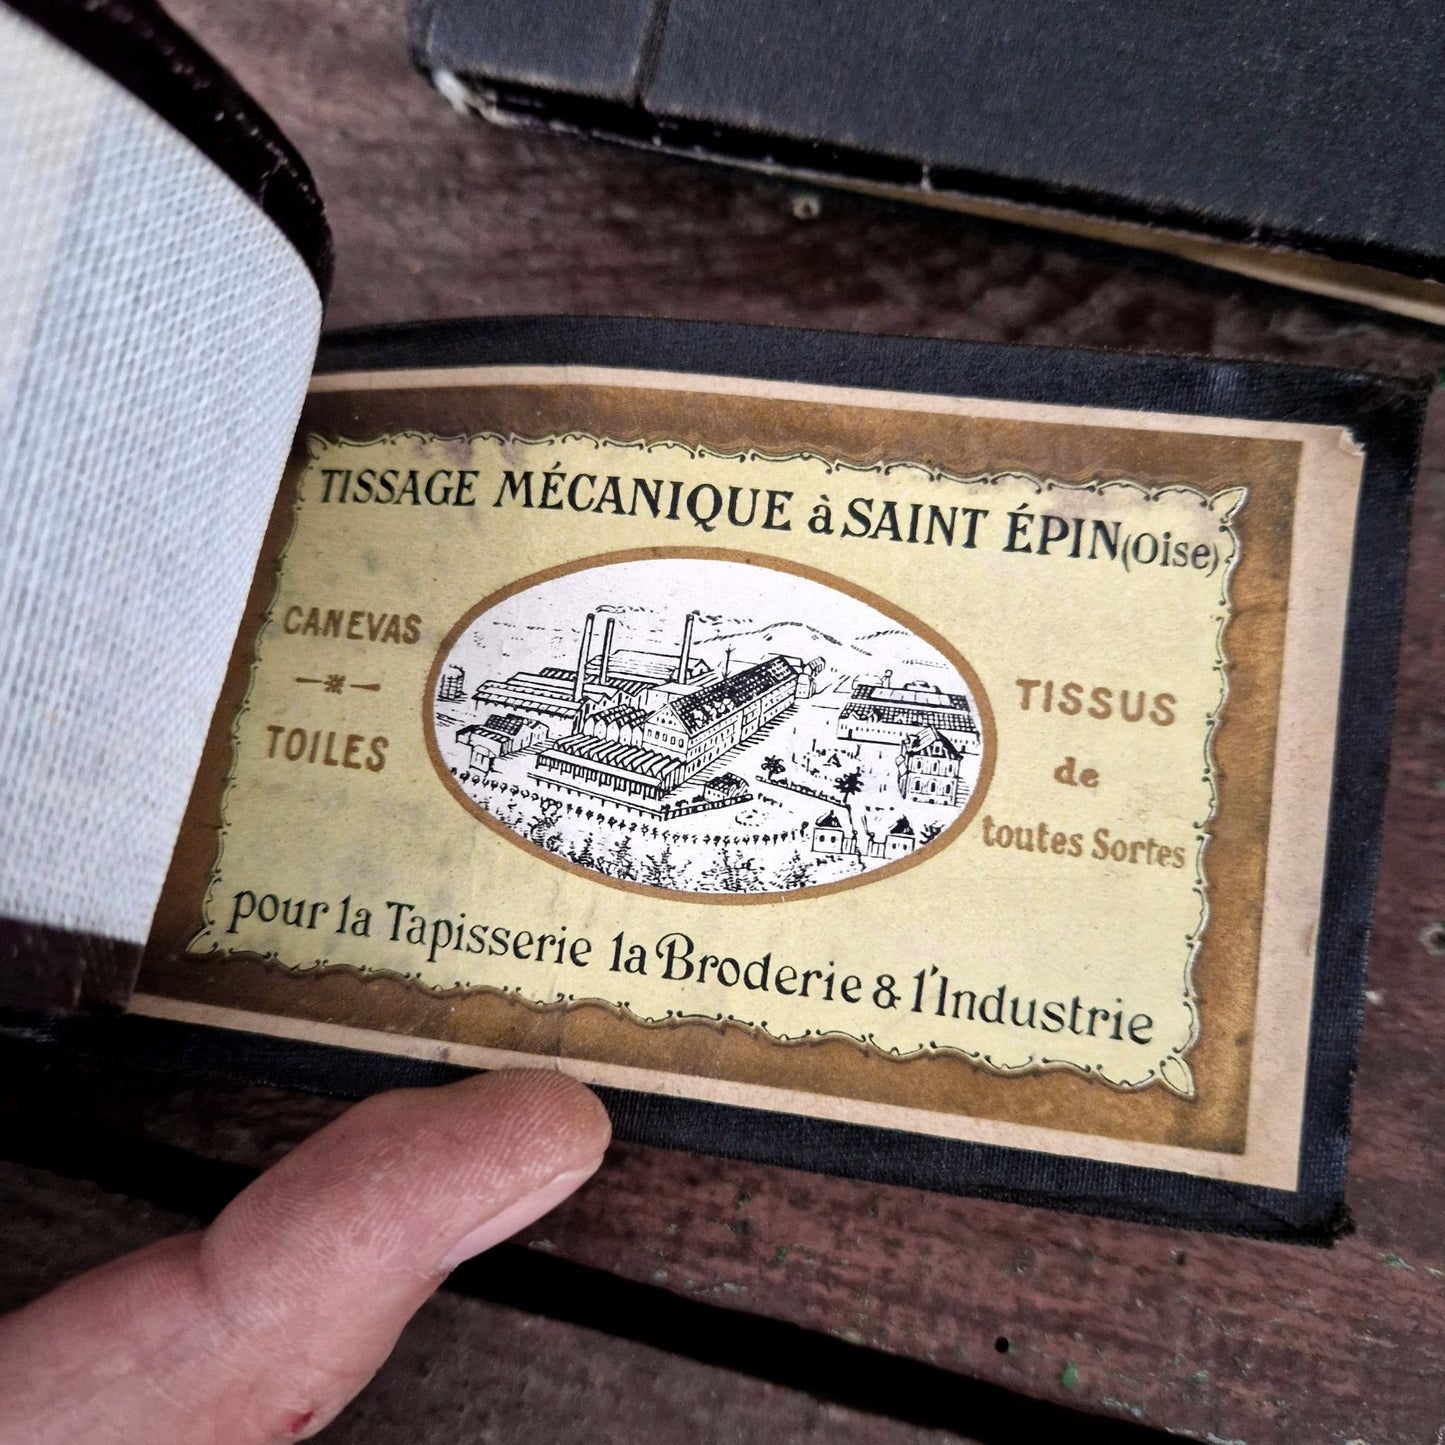 TISSAGE MÉCANIQUE à SAINT ÉPIN (Oise)
CANEVAS
TOILES
TISSUS
de
toutes Sortes
pour la Tapisserie la Broderie & l'Industrie